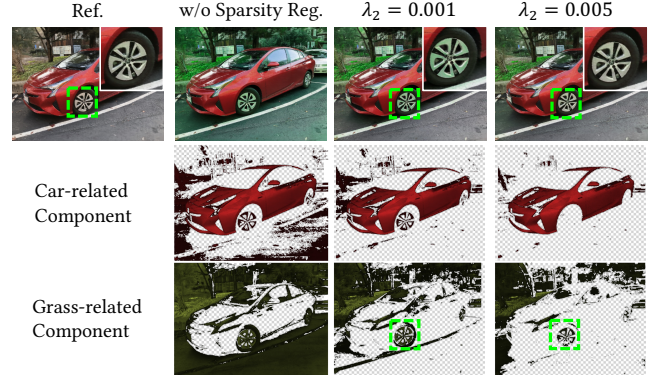 Ref.
w/o Sparsity Reg.
λ₂ = 0.001
λ₂ = 0.005
Car-related
Component
Grass-related
Component